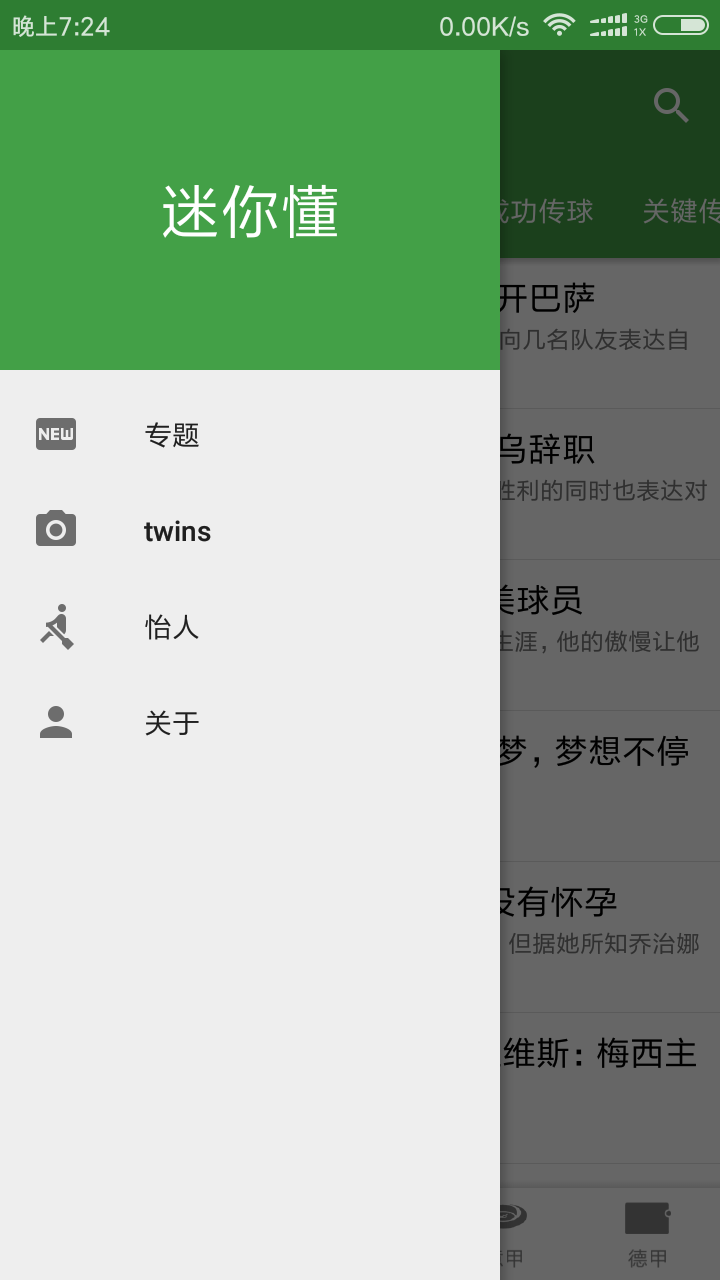 晚上7:24
0.00K/s
3G
1X
迷你懂
功传球
关键传
NEW
专题
twins
怡人
关于
开巴萨
向几名队友表达自
乌辞职
胜利的同时也表达对
美球员
生涯，他的傲慢让他
梦，梦想不停
没有怀孕
但据她所知乔治娜
维斯：梅西主
甲
德甲